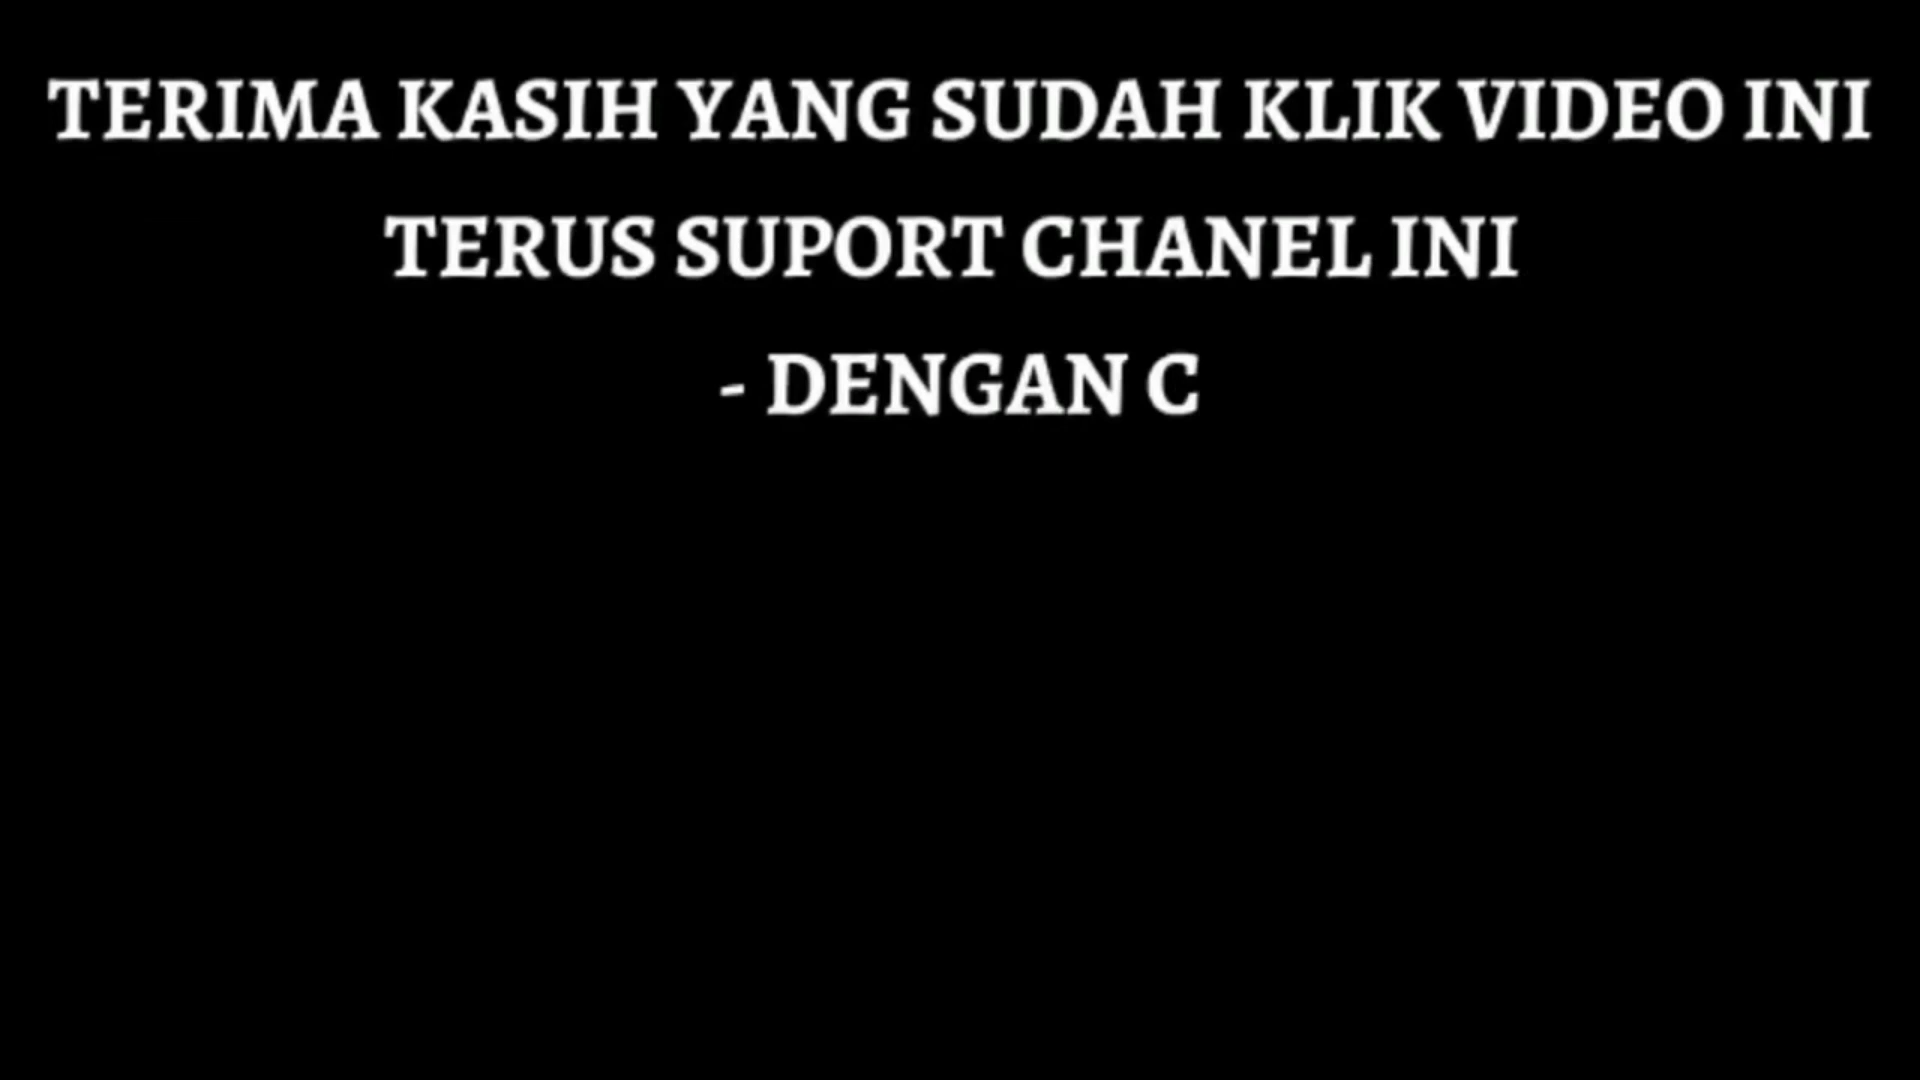 TERIMA KASIH YANG SUDAH KLIK VIDEO INI
TERUS SUPORT CHANEL INI
- DENGAN C